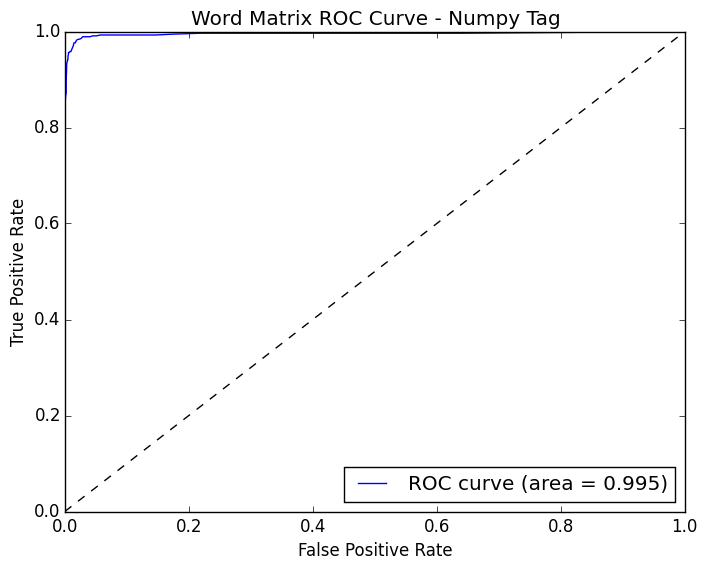 Word Matrix ROC Curve - Numpy Tag
1.0
0.8
0.6
0.4
0.2
0.0
True Positive Rate
ROC curve (area = 0.995)
0.0 0.2 0.4 0.6 0.8 1.0
False Positive Rate